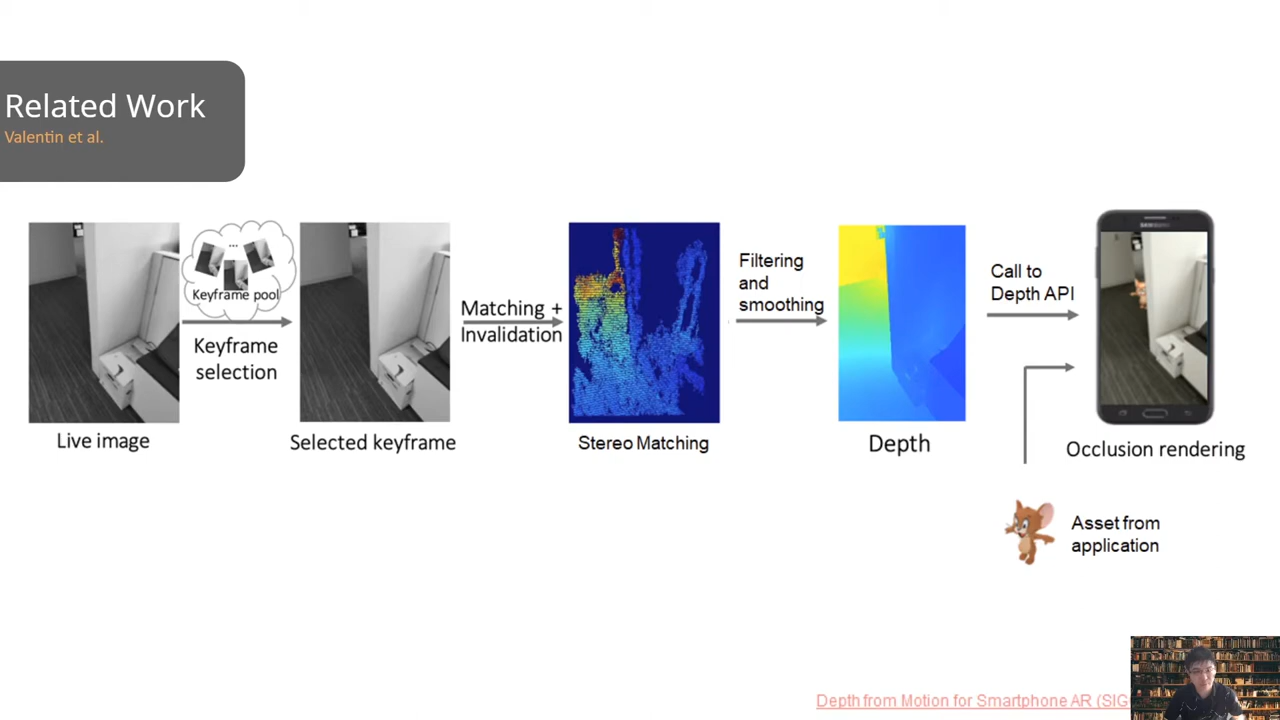 Related Work
Valentin et al.
...
Keyframe pool
Keyframe
selection
Live image
Selected keyframe
Matching +
Invalidation
Stereo Matching
Filtering
and
smoothing
Depth
Call to
Depth API
SAMSUNG
Occlusion rendering
Asset from
application
Depth from Motion for Smartphone AR (SIG